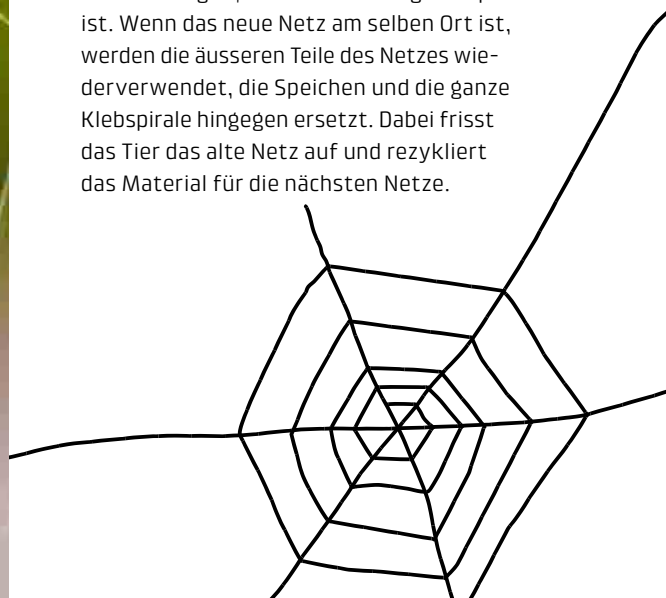 ist. Wenn das neue Netz am selben Ort ist,
werden die äusseren Teile des Netzes wie-
derverwendet, die Speichen und die ganze
Klebspirale hingegen ersetzt. Dabei frisst
das Tier das alte Netz auf und rezykliert
das Material für die nächsten Netze.